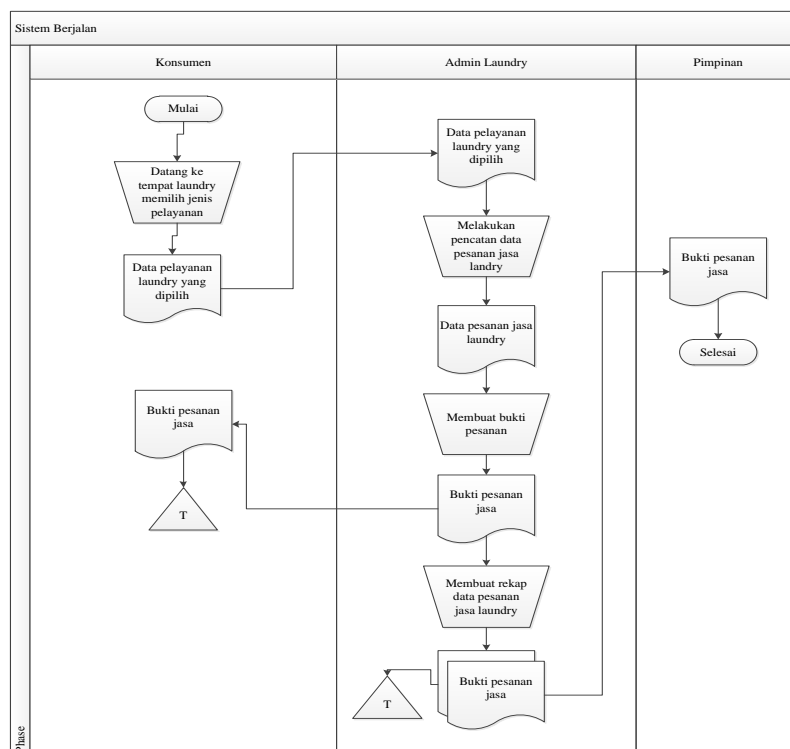 Sistem Berjalan
Konsumen
Admin Laundry
Pimpinan
Mulai
Datang ke
tempat laundry
memilih jenis
pelayanan
Data pelayanan
laundry yang
dipilih
Data pelayanan
laundry yang
dipilih
Melakukan
pencatan data
pesanan jasa
landry
Data pesanan jasa
laundry
Membuat bukti
pesanan
Bukti pesanan
jasa
Bukti pesanan
jasa
T
Membuat rekap
data pesanan
jasa laundry
Bukti pesanan
jasa
T
Bukti pesanan
jasa
Selesai
Phase